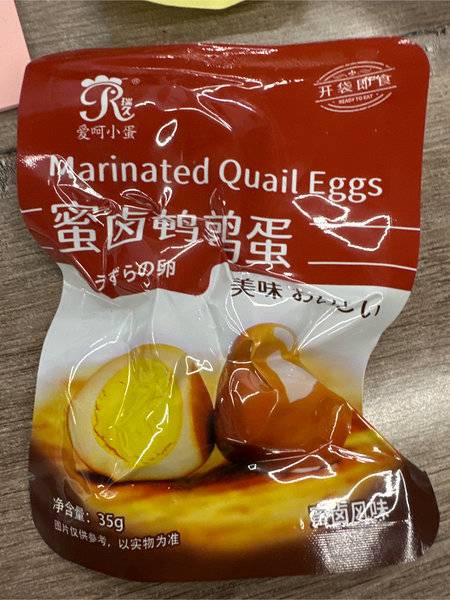 R 瑞久 ®
爱呵小蛋
开袋即食
READY TO EAT
Marinated Quail Eggs
蜜卤鹌鹑蛋
うずらの卵
美味 おいしい
净含量：35g
图片仅供参考，以实物为准
蜜卤风味